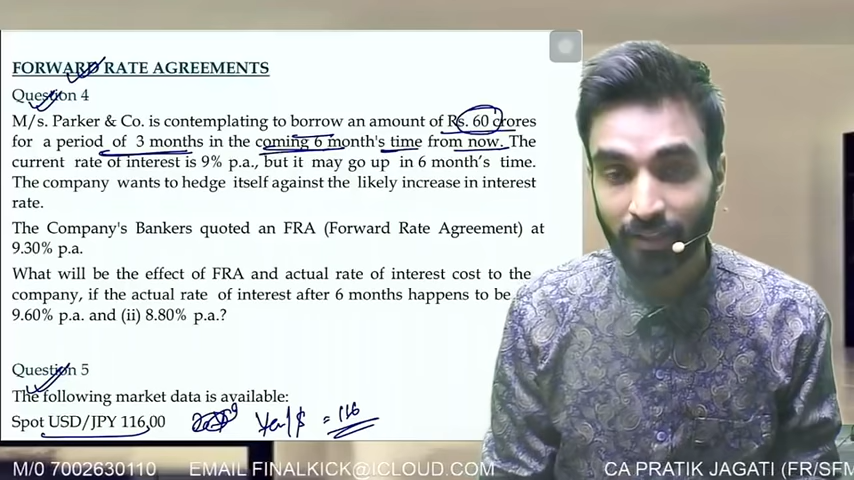 FORWARD RATE AGREEMENTS
Question 4
M/s. Parker & Co. is contemplating to borrow an amount of Rs. 60 crores
for a period of 3 months in the coming 6 month's time from now. The
current rate of interest is 9% p.a., but it may go up in 6 month's time.
The company wants to hedge itself against the likely increase in interest
rate.
The Company's Bankers quoted an FRA (Forward Rate Agreement) at
9.30% p.a.
What will be the effect of FRA and actual rate of interest cost to the
company, if the actual rate of interest after 6 months happens to be
9.60% p.a. and (ii) 8.80% p.a.?
Question 5
The following market data is available:
Spot USD/JPY 116.00 Yen/$ = 116
M/0 7002630110 EMAIL FINALKICK@ICLOUD.COM CA PRATIK JAGATI (FR/SFM